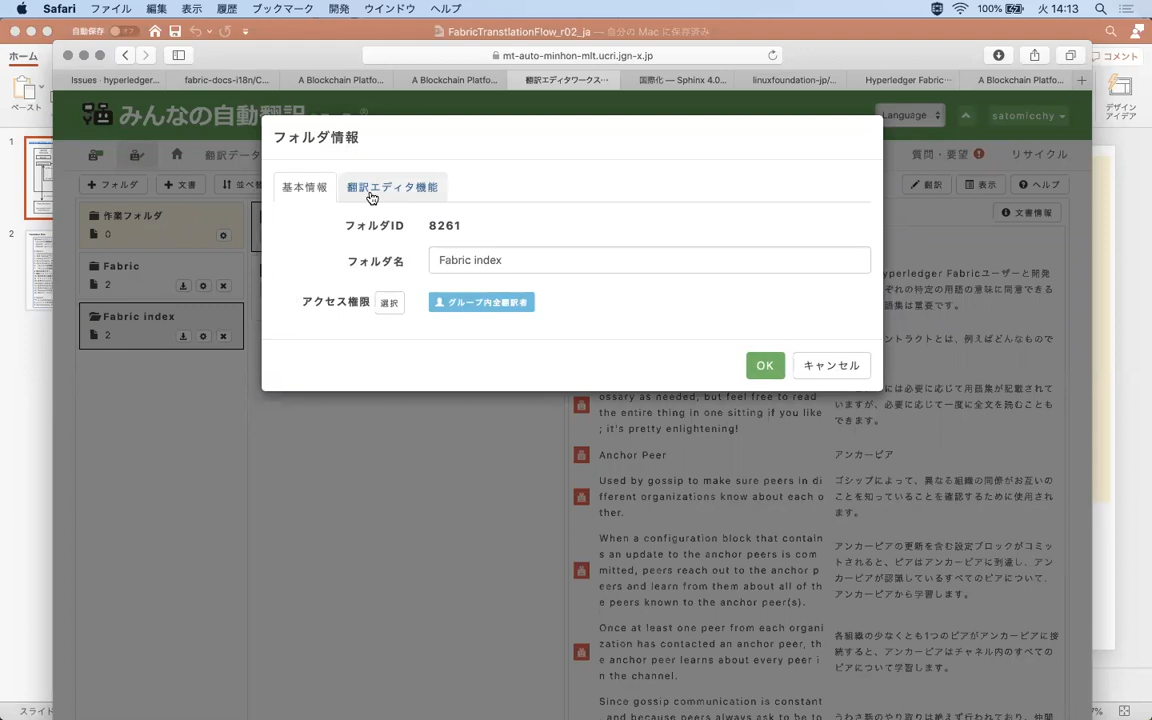 Safari ファイル 編集 表示 履歴 ブックマーク 開発 ウインドウ ヘルプ 100% 火 14:13
自動保存 オフ FabricTranstlationFlow_r02_ja — 自分の Mac に保存済み
ホーム mt-auto-minhon-mlt.ucri.jgn-x.jp コメント
Issues · hyperledger... fabric-docs-i18n/C... A Blockchain Platfo... A Blockchain Platfo... 翻訳エディタワークス... 国際化 — Sphinx 4.0... linuxfoundation-jp/... Hyperledger Fabric... A Blockchain Platfo...
ペースト
デザイン
アイデア
みんなの自動翻訳
Language
satomicchy
翻訳データ
質問・要望
リサイクル
フォルダ
文書
並べ替
翻訳
表示
ヘルプ
文書情報
フォルダ情報
基本情報 翻訳エディタ機能
フォルダID 8261
フォルダ名 Fabric index
アクセス権限 選択 グループ内全翻訳者
OK キャンセル
1
2
作業フォルダ
0
Fabric
2
Fabric index
2
yperledger Fabricユーザーと開発
ぞれの特定の用語の意味に同意できる
語集は重要です。
ントラクトとは、例えばどんなもので
には必要に応じて用語集が記載されて
いますが、必要に応じて一度に全文を読むことも
できます。
ossary as needed, but feel free to read
the entire thing in one sitting if you like
; it's pretty enlightening!
Anchor Peer
アンカーピア
Used by gossip to make sure peers in di
fferent organizations know about each o
ther.
ゴシップによって、異なる組織の同僚がお互いの
ことを知っていることを確認するために使用され
ます。
When a configuration block that contain
s an update to the anchor peers is com
mitted, peers reach out to the anchor p
eers and learn from them about all of th
e peers known to the anchor peer(s).
アンカーピアの更新を含む設定ブロックがコミッ
トされると、ピアはアンカーピアに到達し、アン
カーピアが認識しているすべてのピアについて、
アンカーピアから学習します。
Once at least one peer from each organi
zation has contacted an anchor peer, th
e anchor peer learns about every peer i
n the channel.
各組織の少なくとも1つのピアがアンカーピアに接
続すると、アンカーピアはチャネル内のすべての
ピアについて学習します。
Since gossip communication is constant
, and because peers always ask to be to
うわさ話のやり取りは絶えず行われており、仲間
スライド
7%